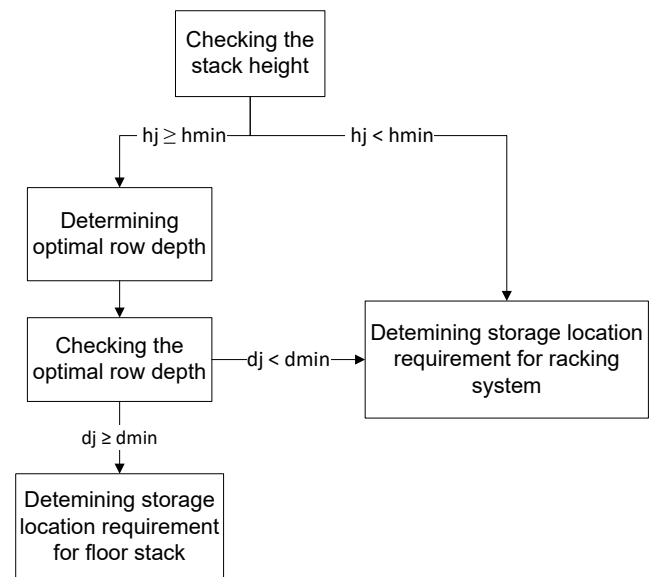 Checking the
stack height
hj ≥ hmin
hj < hmin
Determining
optimal row depth
Checking the
optimal row depth
dj < dmin
Detemining storage location
requirement for racking
system
dj ≥ dmin
Detemining storage
location requirement
for floor stack